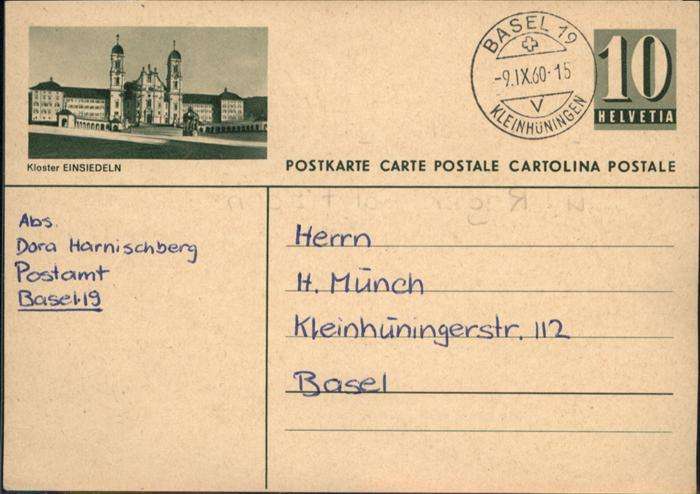 Kloster EINSIEDELN
BASEL 19
-9.IX.60-15
V
KLEINHÜNINGEN
10
HELVETIA
POSTKARTE CARTE POSTALE CARTOLINA POSTALE
Abs.
Dora Harnischberg
Postamt
Basel 19
Herrn
H. Münch
Kleinhüningerstr. 112
Basel